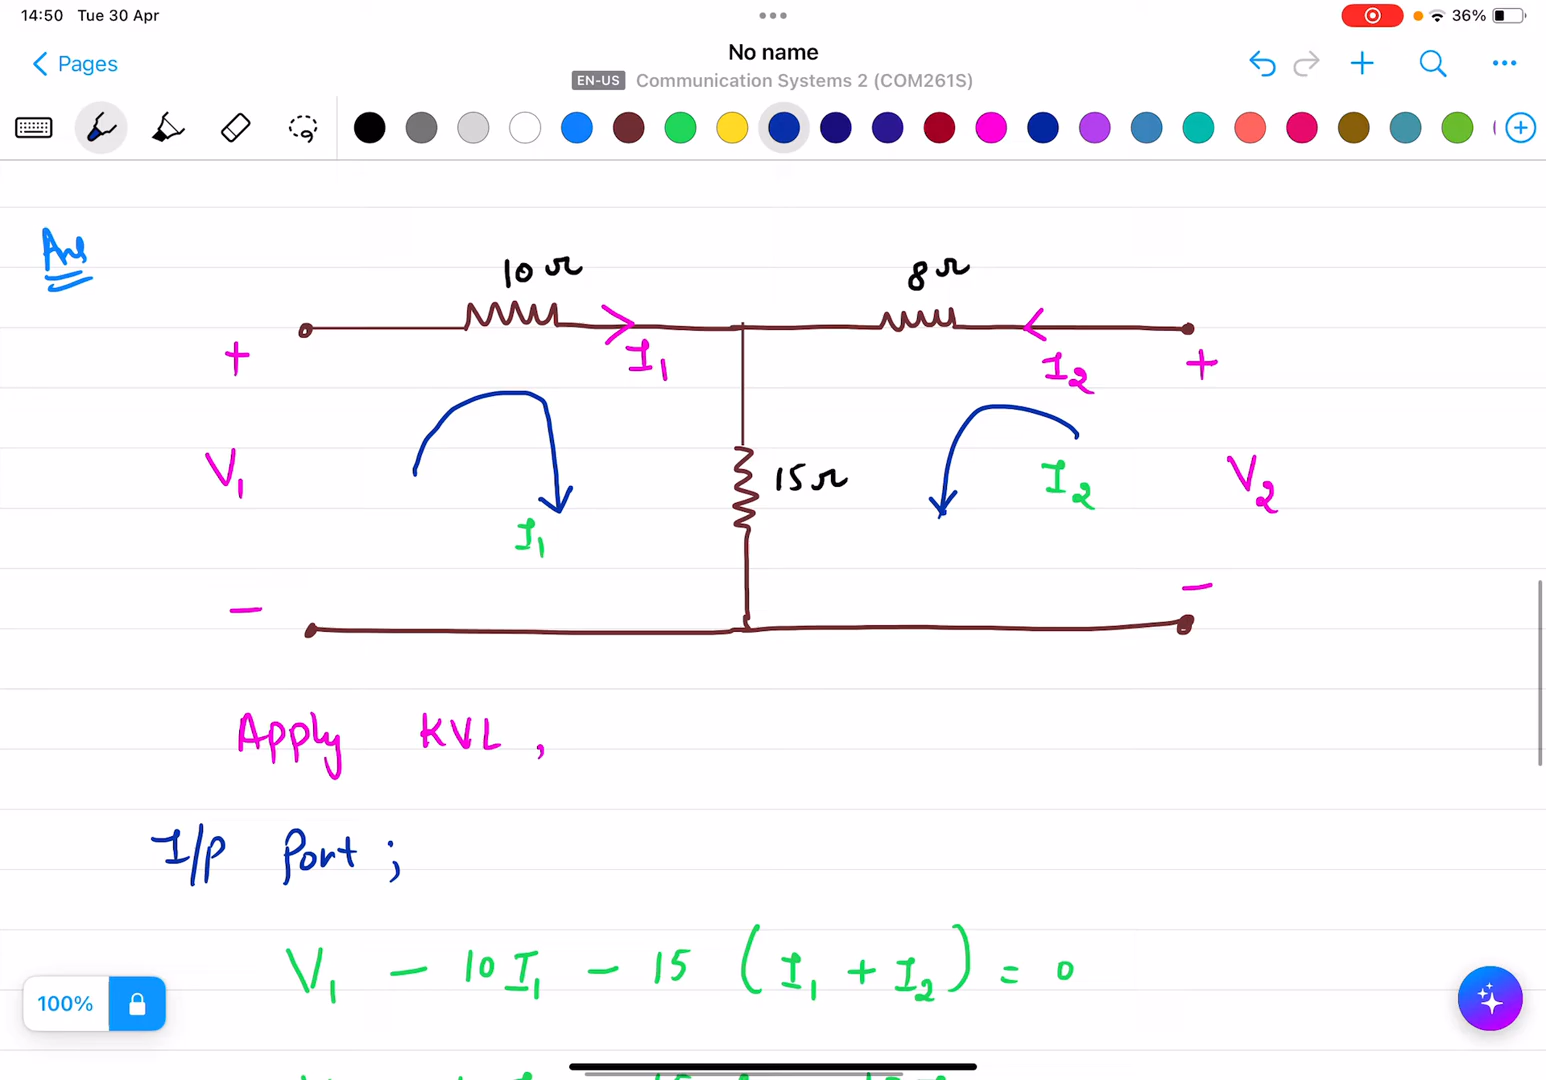 14:50 Tue 30 Apr
36%
Pages
No name
EN-US Communication Systems 2 (COM261S)
Ans
10 Ω
8 Ω
I₁
I₂
+
+
V₁
15 Ω
I₂
V₂
I₁
−
−
Apply KVL,
I/P Port ;
V₁ − 10 I₁ − 15 (I₁ + I₂) = 0
100%